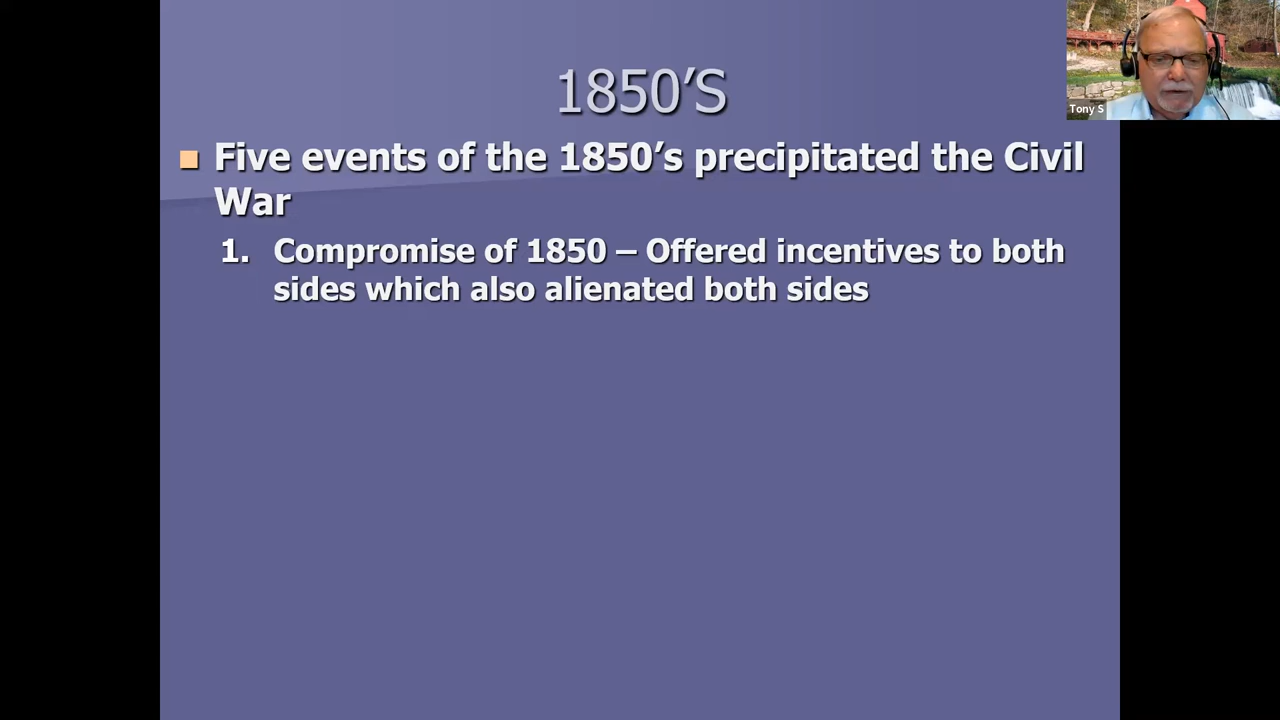 1850’S
Five events of the 1850’s precipitated the Civil
War
1. Compromise of 1850 – Offered incentives to both
sides which also alienated both sides
Tony S